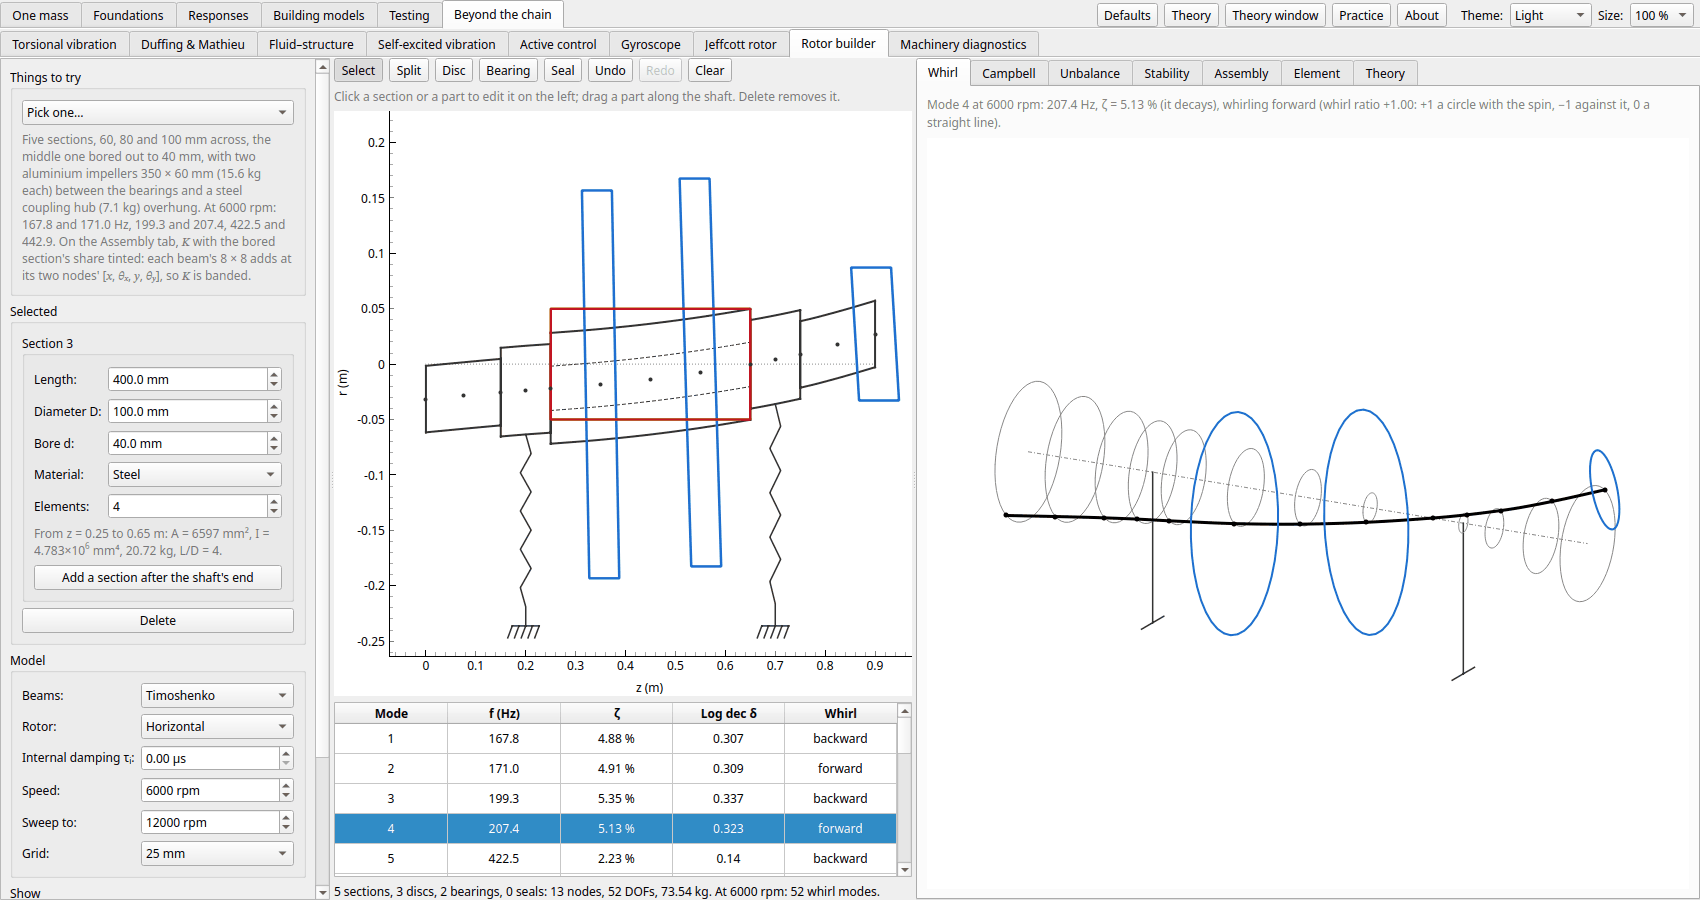 One mass Foundations Responses Building models Testing Beyond the chain Defaults Theory Theory window Practice About Theme: Light Size: 100 %
Torsional vibration Duffing & Mathieu Fluid–structure Self-excited vibration Active control Gyroscope Jeffcott rotor Rotor builder Machinery diagnostics
Things to try
Pick one...
Five sections, 60, 80 and 100 mm across, the
middle one bored out to 40 mm, with two
aluminium impellers 350 × 60 mm (15.6 kg
each) between the bearings and a steel
coupling hub (7.1 kg) overhung. At 6000 rpm:
167.8 and 171.0 Hz, 199.3 and 207.4, 422.5 and
442.9. On the Assembly tab, K with the bored
section's share tinted: each beam's 8 × 8 adds at
its two nodes' [x, θₓ, y, θᵧ], so K is banded.
Selected
Section 3
Length: 400.0 mm
Diameter D: 100.0 mm
Bore d: 40.0 mm
Material: Steel
Elements: 4
From z = 0.25 to 0.65 m: A = 6597 mm², I =
4.783×10⁶ mm⁴, 20.72 kg, L/D = 4.
Add a section after the shaft's end
Delete
Model
Beams: Timoshenko
Rotor: Horizontal
Internal damping τᵢ: 0.00 µs
Speed: 6000 rpm
Sweep to: 12000 rpm
Grid: 25 mm
Show
Select Split Disc Bearing Seal Undo Redo Clear
Click a section or a part to edit it on the left; drag a part along the shaft. Delete removes it.
0.2
0.15
0.1
0.05
0
-0.05
-0.1
-0.15
-0.2
-0.25
r (m)
0 0.1 0.2 0.3 0.4 0.5 0.6 0.7 0.8 0.9
z (m)
Mode f (Hz) ζ Log dec δ Whirl
1 167.8 4.88 % 0.307 backward
2 171.0 4.91 % 0.309 forward
3 199.3 5.35 % 0.337 backward
4 207.4 5.13 % 0.323 forward
5 422.5 2.23 % 0.14 backward
5 sections, 3 discs, 2 bearings, 0 seals: 13 nodes, 52 DOFs, 73.54 kg. At 6000 rpm: 52 whirl modes.
Whirl Campbell Unbalance Stability Assembly Element Theory
Mode 4 at 6000 rpm: 207.4 Hz, ζ = 5.13 % (it decays), whirling forward (whirl ratio +1.00: +1 a circle with the spin, −1 against it, 0 a
straight line).